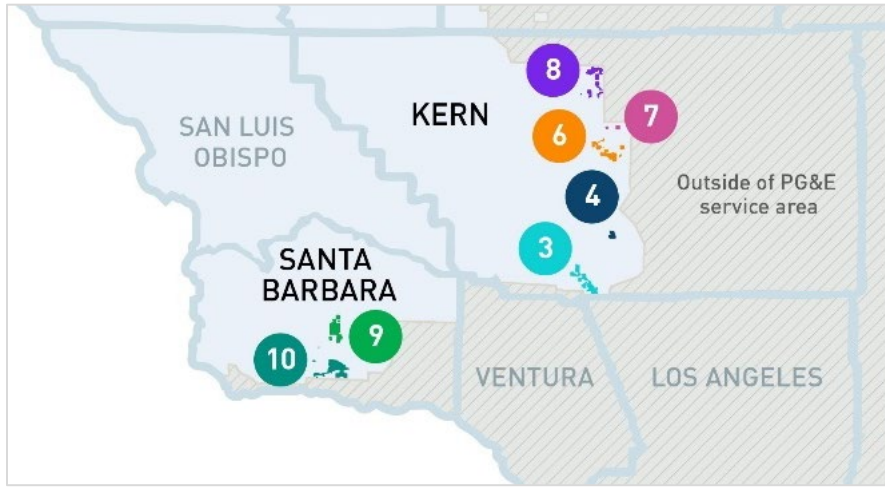 8
7
KERN
6
SAN LUIS
OBISPO
4
Outside of PG&E
service area
3
SANTA
BARBARA
9
10
VENTURA
LOS ANGELES